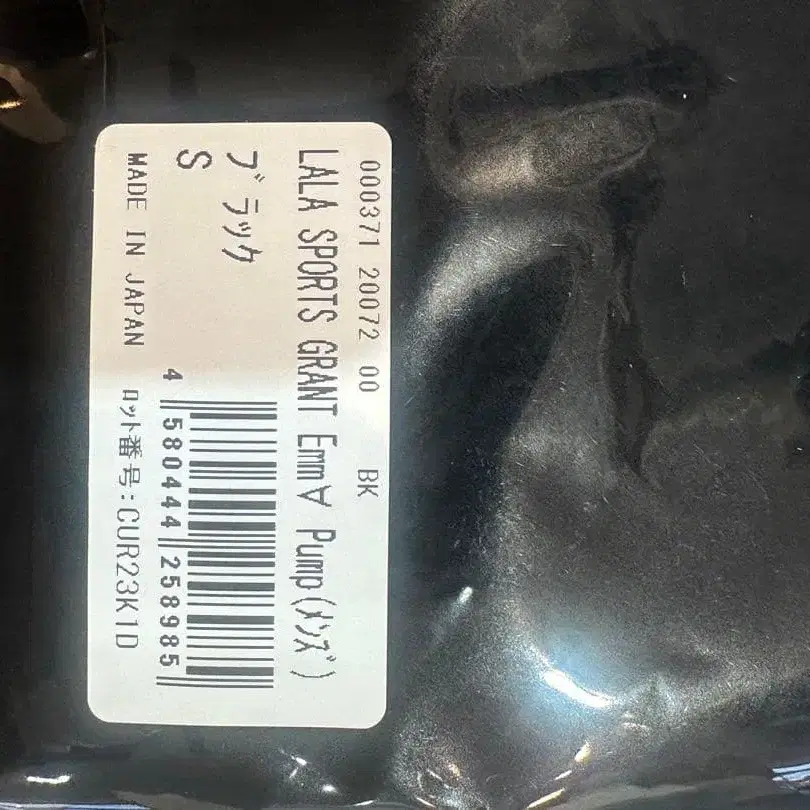 000371 20072 00 BK
LALA SPORTS GRANT Emm∀ Pump(ﾒﾝｽﾞ)
ブラック
S
4 580444 258985
MADE IN JAPAN ﾛｯﾄ番号:CUR23K1D